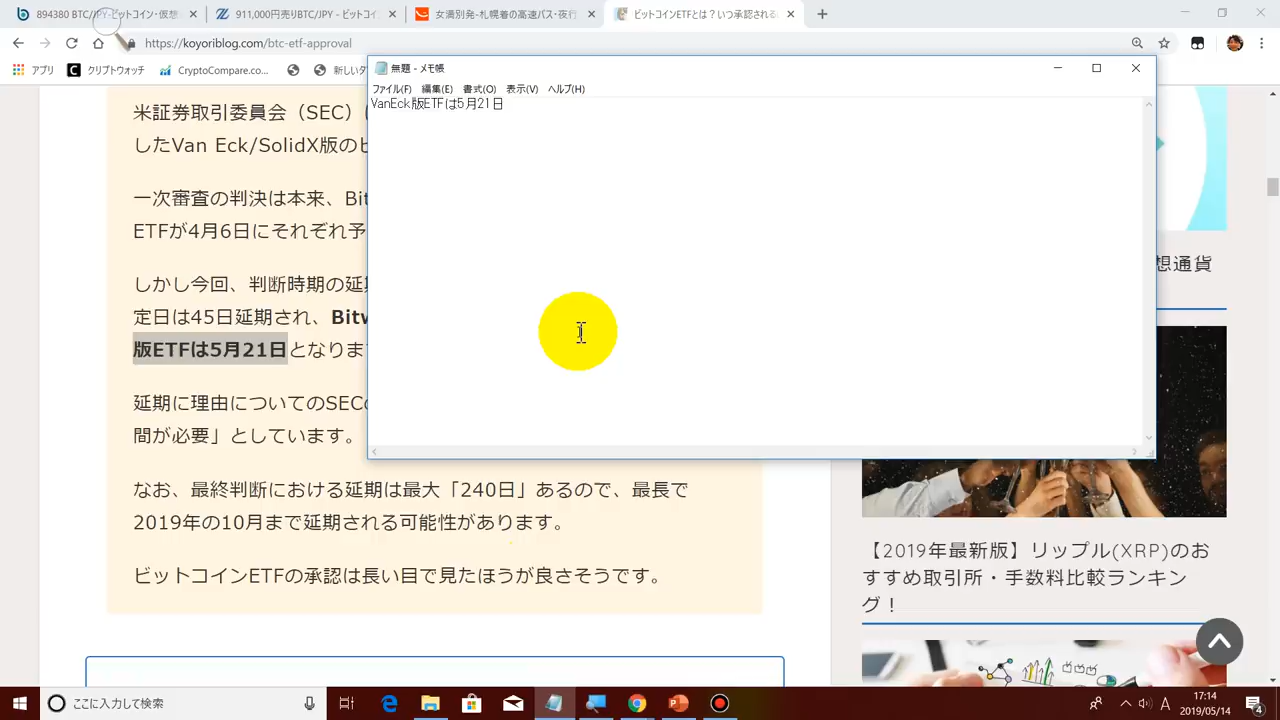 894380 BTC/JPY-ビットコイン・仮想
911,000円売りBTC/JPY - ビットコイン
女満別発-札幌着の高速バス・夜行
ビットコインETFとは？いつ承認される
https://koyoriblog.com/btc-etf-approval
アプリ
クリプトウォッチ
CryptoCompare.co...
新しいタ
無題 - メモ帳
ファイル(F) 編集(E) 書式(O) 表示(V) ヘルプ(H)
VanEck版ETFは5月21日
米証券取引委員会（SEC）
したVan Eck/SolidX版のビ
一次審査の判決は本来、Bit
ETFが4月6日にそれぞれ予
しかし今回、判断時期の延
定日は45日延期され、Bitw
版ETFは5月21日となりま
延期に理由についてのSEC
間が必要」としています。
なお、最終判断における延期は最大「240日」あるので、最長で
2019年の10月まで延期される可能性があります。
ビットコインETFの承認は長い目で見たほうが良さそうです。
想通貨
【2019年最新版】リップル(XRP)のお
すすめ取引所・手数料比較ランキン
グ！
ここに入力して検索
A
17:14
2019/05/14
4